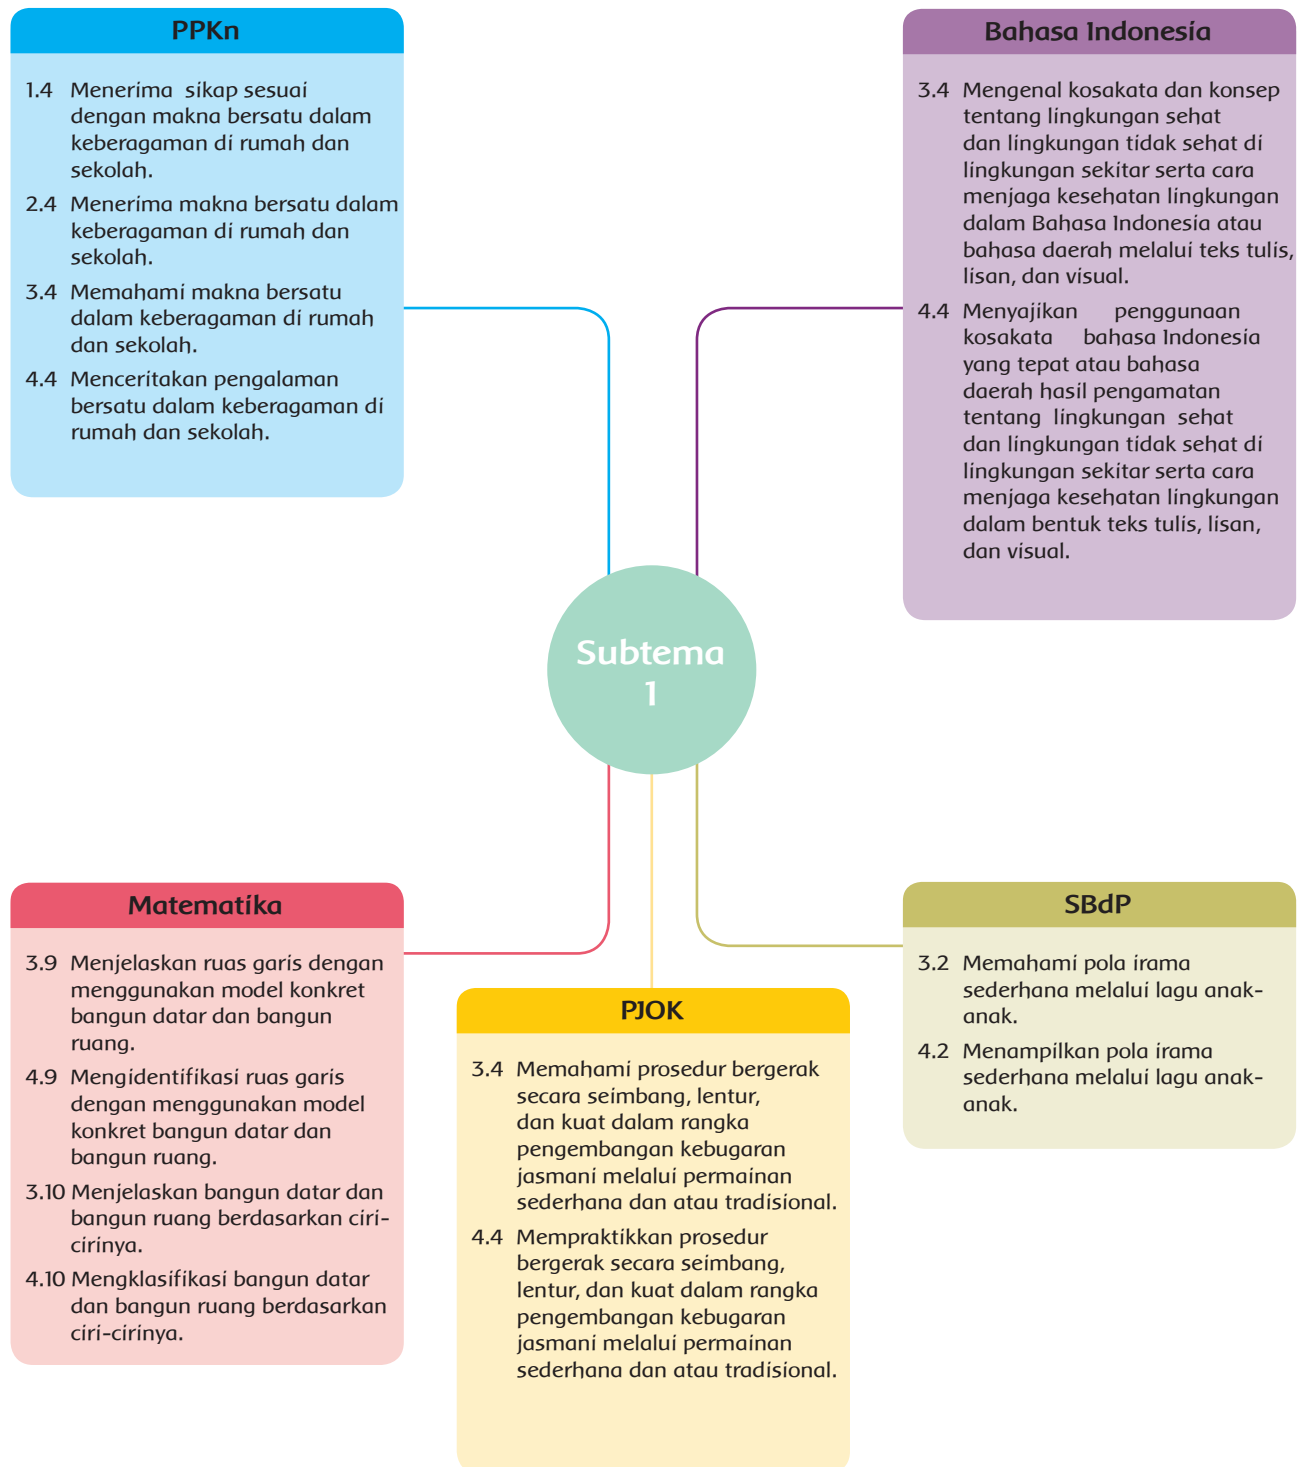 PPKn
1.4 Menerima sikap sesuai
dengan makna bersatu dalam
keberagaman di rumah dan
sekolah.
2.4 Menerima makna bersatu dalam
keberagaman di rumah dan
sekolah.
3.4 Memahami makna bersatu
dalam keberagaman di rumah
dan sekolah.
4.4 Menceritakan pengalaman
bersatu dalam keberagaman di
rumah dan sekolah.
Bahasa Indonesia
3.4 Mengenal kosakata dan konsep
tentang lingkungan sehat
dan lingkungan tidak sehat di
lingkungan sekitar serta cara
menjaga kesehatan lingkungan
dalam Bahasa Indonesia atau
bahasa daerah melalui teks tulis,
lisan, dan visual.
4.4 Menyajikan penggunaan
kosakata bahasa Indonesia
yang tepat atau bahasa
daerah hasil pengamatan
tentang lingkungan sehat
dan lingkungan tidak sehat di
lingkungan sekitar serta cara
menjaga kesehatan lingkungan
dalam bentuk teks tulis, lisan,
dan visual.
Subtema
1
Matematika
3.9 Menjelaskan ruas garis dengan
menggunakan model konkret
bangun datar dan bangun
ruang.
4.9 Mengidentifikasi ruas garis
dengan menggunakan model
konkret bangun datar dan
bangun ruang.
3.10 Menjelaskan bangun datar dan
bangun ruang berdasarkan ciri-
cirinya.
4.10 Mengklasifikasi bangun datar
dan bangun ruang berdasarkan
ciri-cirinya.
PJOK
3.4 Memahami prosedur bergerak
secara seimbang, lentur,
dan kuat dalam rangka
pengembangan kebugaran
jasmani melalui permainan
sederhana dan atau tradisional.
4.4 Mempraktikkan prosedur
bergerak secara seimbang,
lentur, dan kuat dalam rangka
pengembangan kebugaran
jasmani melalui permainan
sederhana dan atau tradisional.
SBdP
3.2 Memahami pola irama
sederhana melalui lagu anak-
anak.
4.2 Menampilkan pola irama
sederhana melalui lagu anak-
anak.